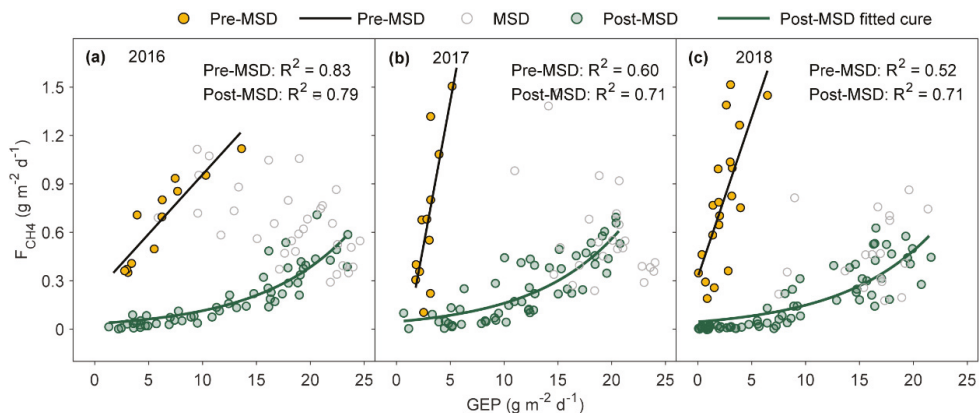 Pre-MSD Pre-MSD MSD Post-MSD Post-MSD fitted cure
(a) 2016
Pre-MSD: R² = 0.83
Post-MSD: R² = 0.79
(b) 2017
Pre-MSD: R² = 0.60
Post-MSD: R² = 0.71
(c) 2018
Pre-MSD: R² = 0.52
Post-MSD: R² = 0.71
F_CH4 (g m⁻² d⁻¹)
1.5
1.2
0.9
0.6
0.3
0
0 5 10 15 20 25 0 5 10 15 20 25 0 5 10 15 20 25
GEP (g m⁻² d⁻¹)